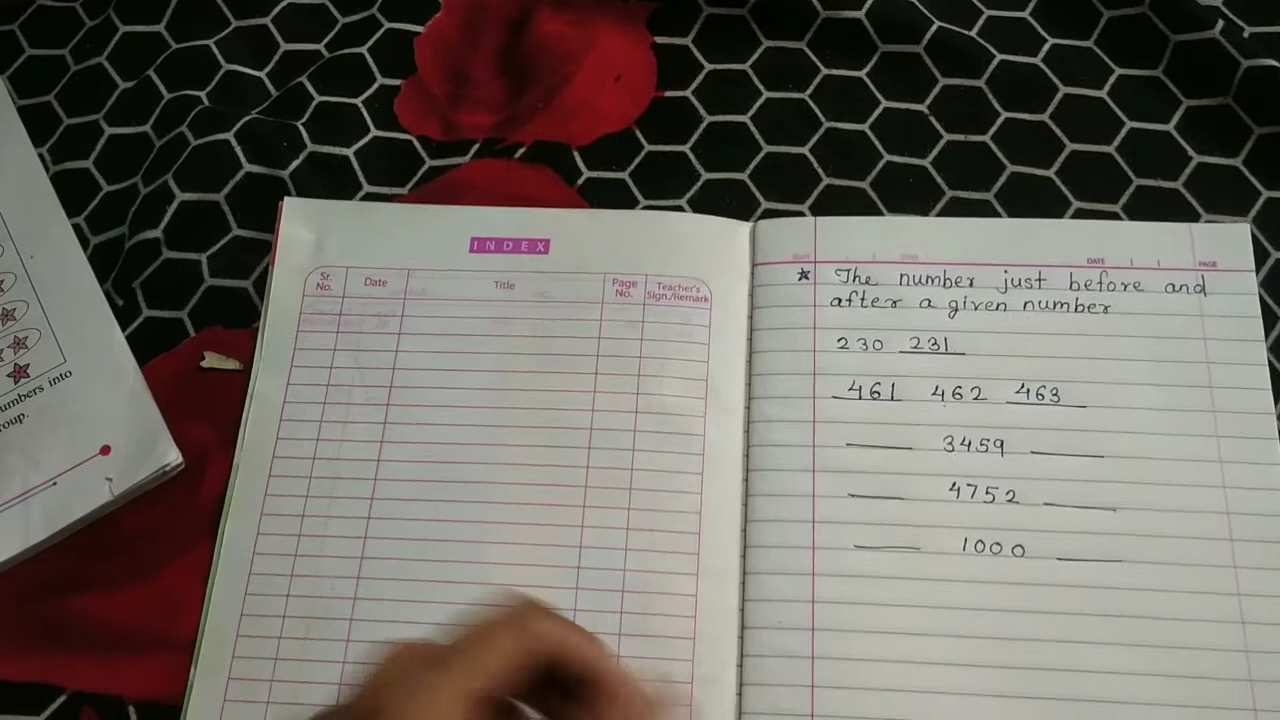 umbers into
oup.
INDEX
Sr. No. Date Title Page No. Teacher's Sign./Remark
DATE PAGE
* The number just before and
after a given number
230 231
461 462 463
3459
4752
1000